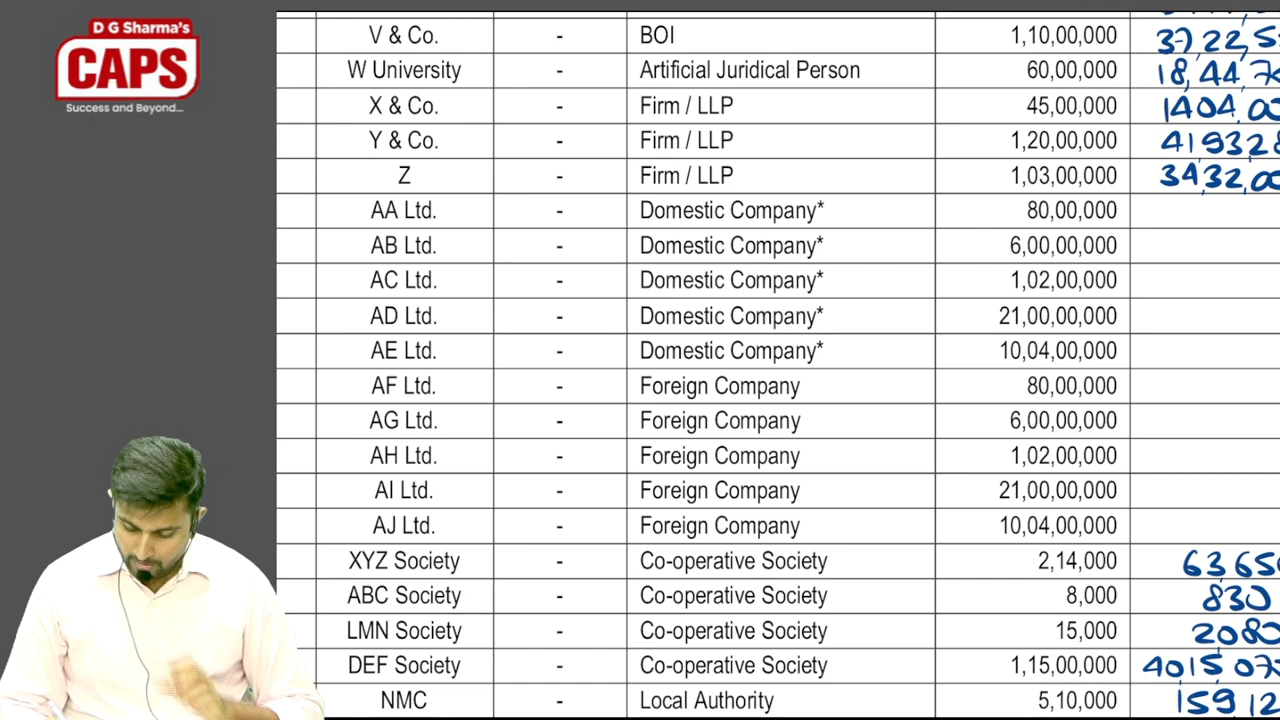 D G Sharma's
CAPS
Success and Beyond...
V & Co. - BOI 1,10,00,000
W University - Artificial Juridical Person 60,00,000
X & Co. - Firm / LLP 45,00,000 1404,00
Y & Co. - Firm / LLP 1,20,00,000
Z - Firm / LLP 1,03,00,000 34,32,00
AA Ltd. - Domestic Company* 80,00,000
AB Ltd. - Domestic Company* 6,00,00,000
AC Ltd. - Domestic Company* 1,02,00,000
AD Ltd. - Domestic Company* 21,00,00,000
AE Ltd. - Domestic Company* 10,04,00,000
AF Ltd. - Foreign Company 80,00,000
AG Ltd. - Foreign Company 6,00,00,000
AH Ltd. - Foreign Company 1,02,00,000
AI Ltd. - Foreign Company 21,00,00,000
AJ Ltd. - Foreign Company 10,04,00,000
XYZ Society - Co-operative Society 2,14,000
ABC Society - Co-operative Society 8,000 830
LMN Society - Co-operative Society 15,000 2080
DEF Society - Co-operative Society 1,15,00,000
NMC - Local Authority 5,10,000